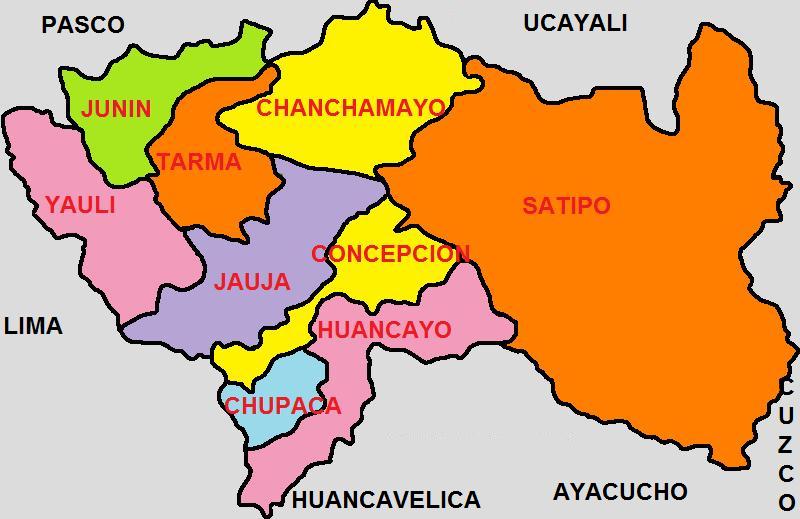 PASCO
UCAYALI
JUNIN
CHANCHAMAYO
TARMA
YAULI
SATIPO
CONCEPCION
JAUJA
LIMA
HUANCAYO
CHUPACA
CUZCO
HUANCAVELICA
AYACUCHO